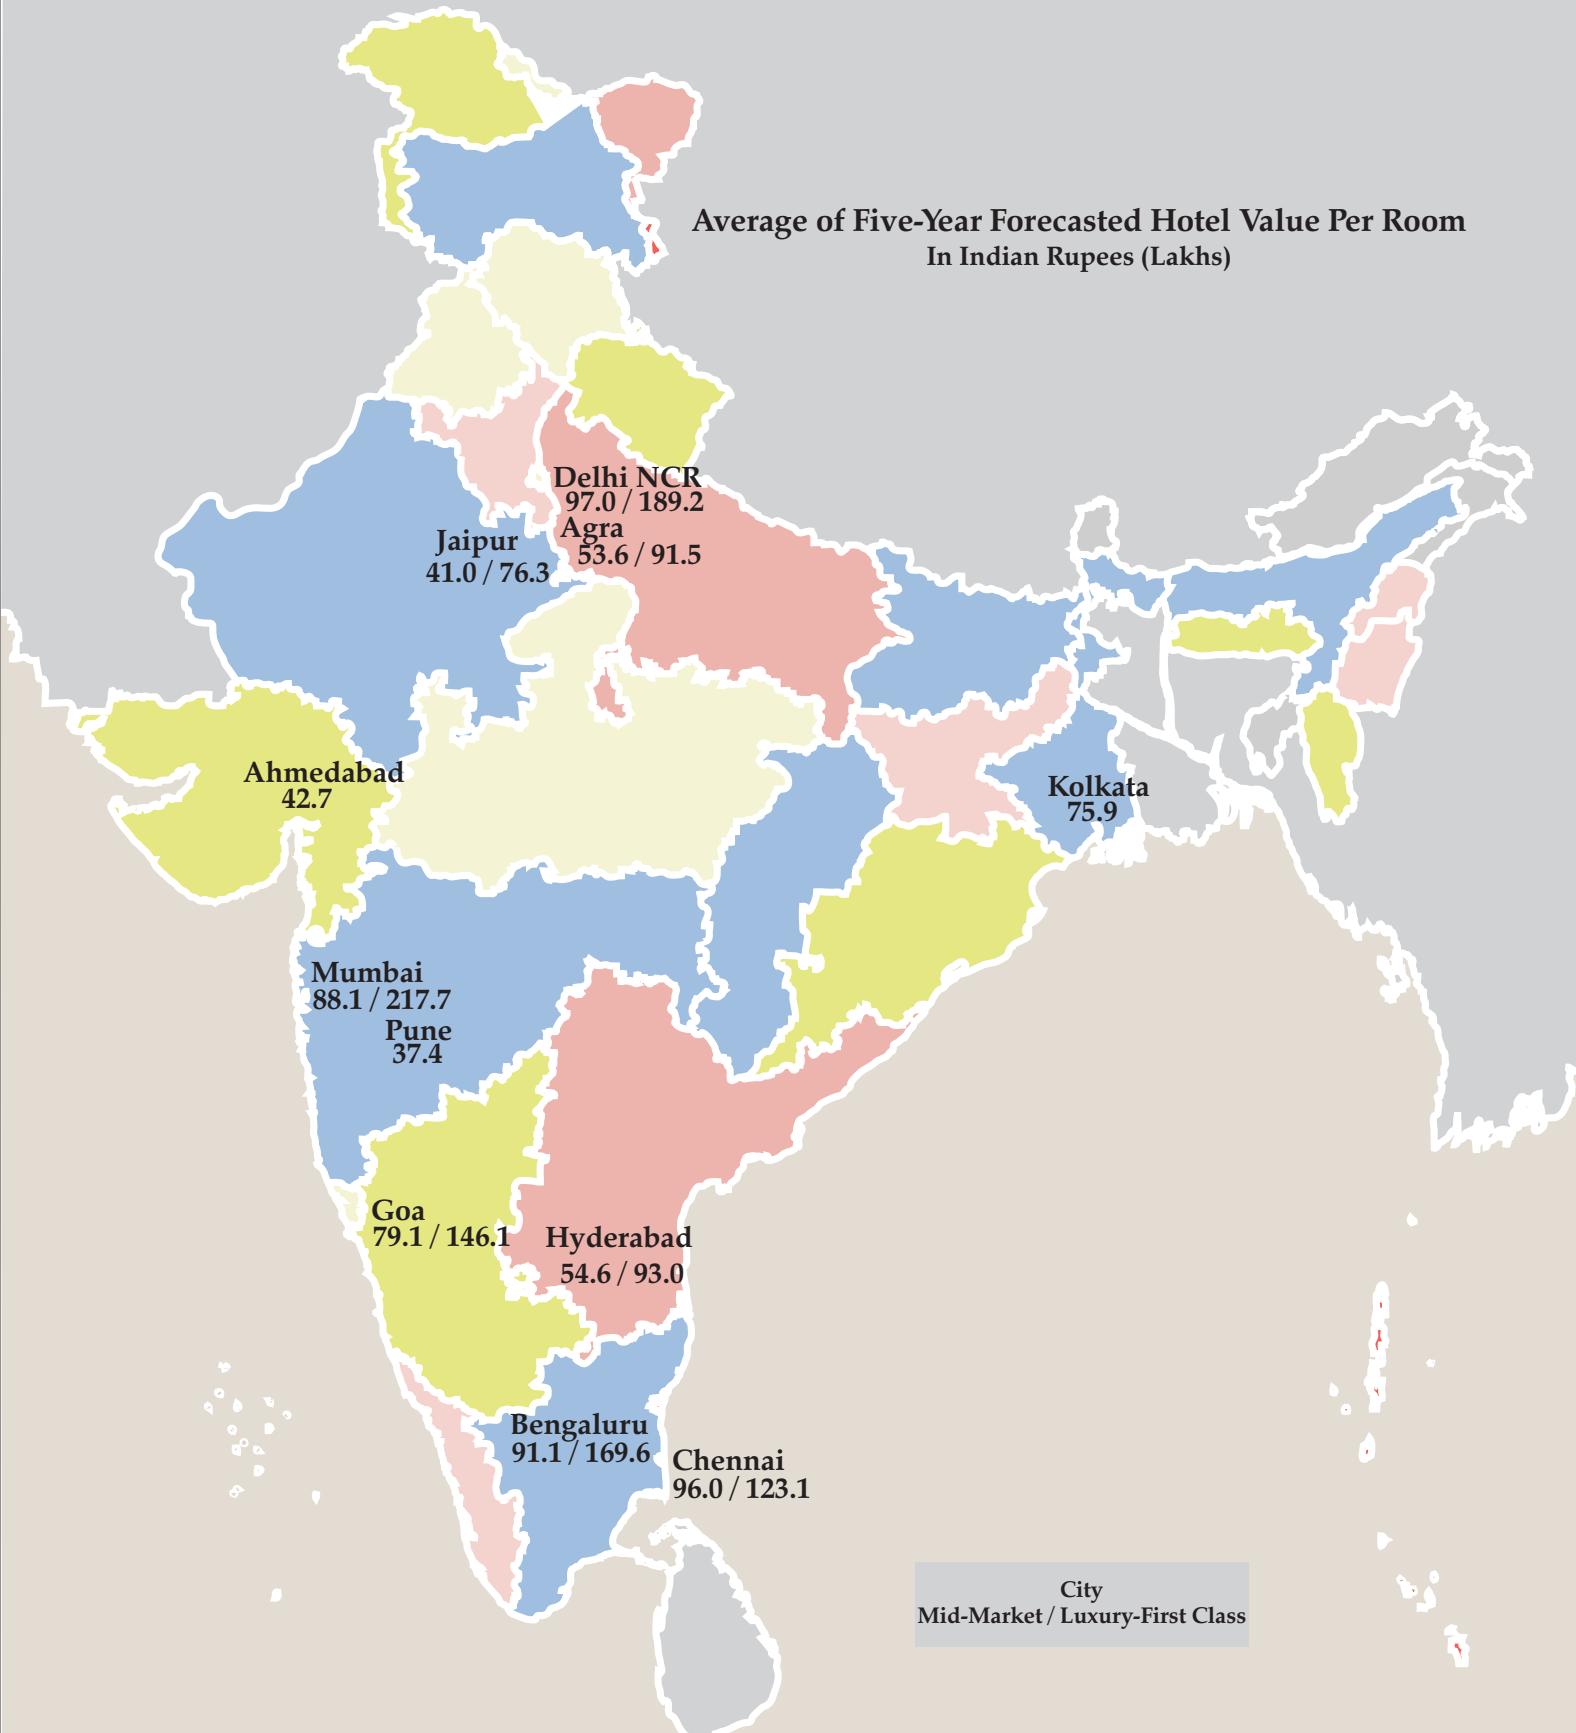 Average of Five-Year Forecasted Hotel Value Per Room
In Indian Rupees (Lakhs)
Delhi NCR
97.0 / 189.2
Agra
53.6 / 91.5
Jaipur
41.0 / 76.3
Ahmedabad
42.7
Kolkata
75.9
Mumbai
88.1 / 217.7
Pune
37.4
Goa
79.1 / 146.1
Hyderabad
54.6 / 93.0
Bengaluru
91.1 / 169.6
Chennai
96.0 / 123.1
City
Mid-Market / Luxury-First Class